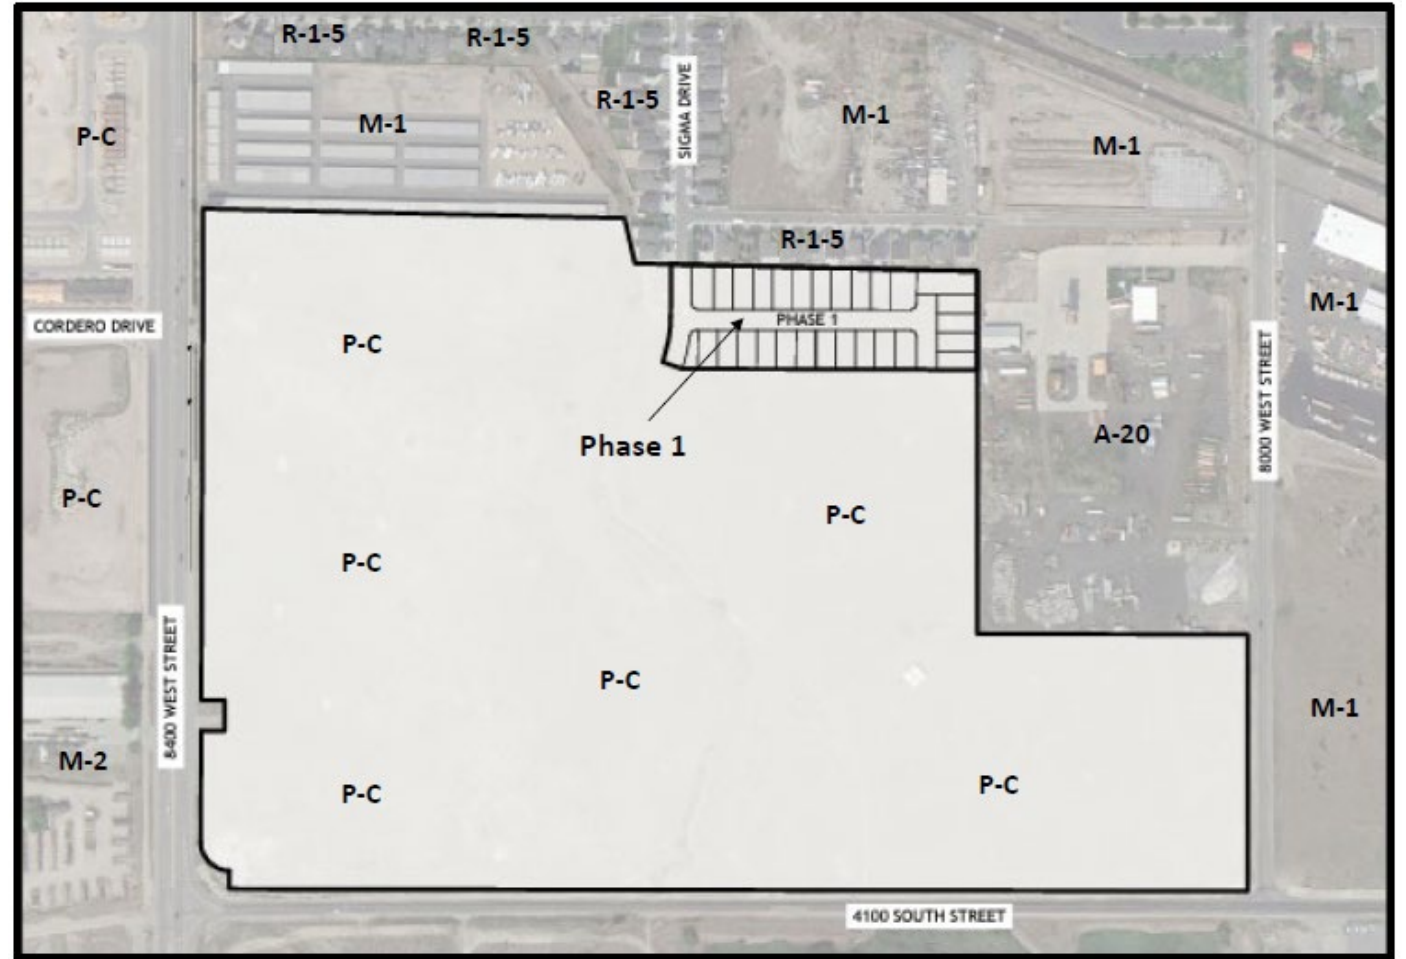 R-1-5
R-1-5
R-1-5
SIGMA DRIVE
M-1
M-1
M-1
P-C
R-1-5
M-1
CORDERO DRIVE
PHASE 1
P-C
8000 WEST STREET
Phase 1
A-20
P-C
P-C
P-C
8400 WEST STREET
P-C
M-1
M-2
P-C
P-C
4100 SOUTH STREET